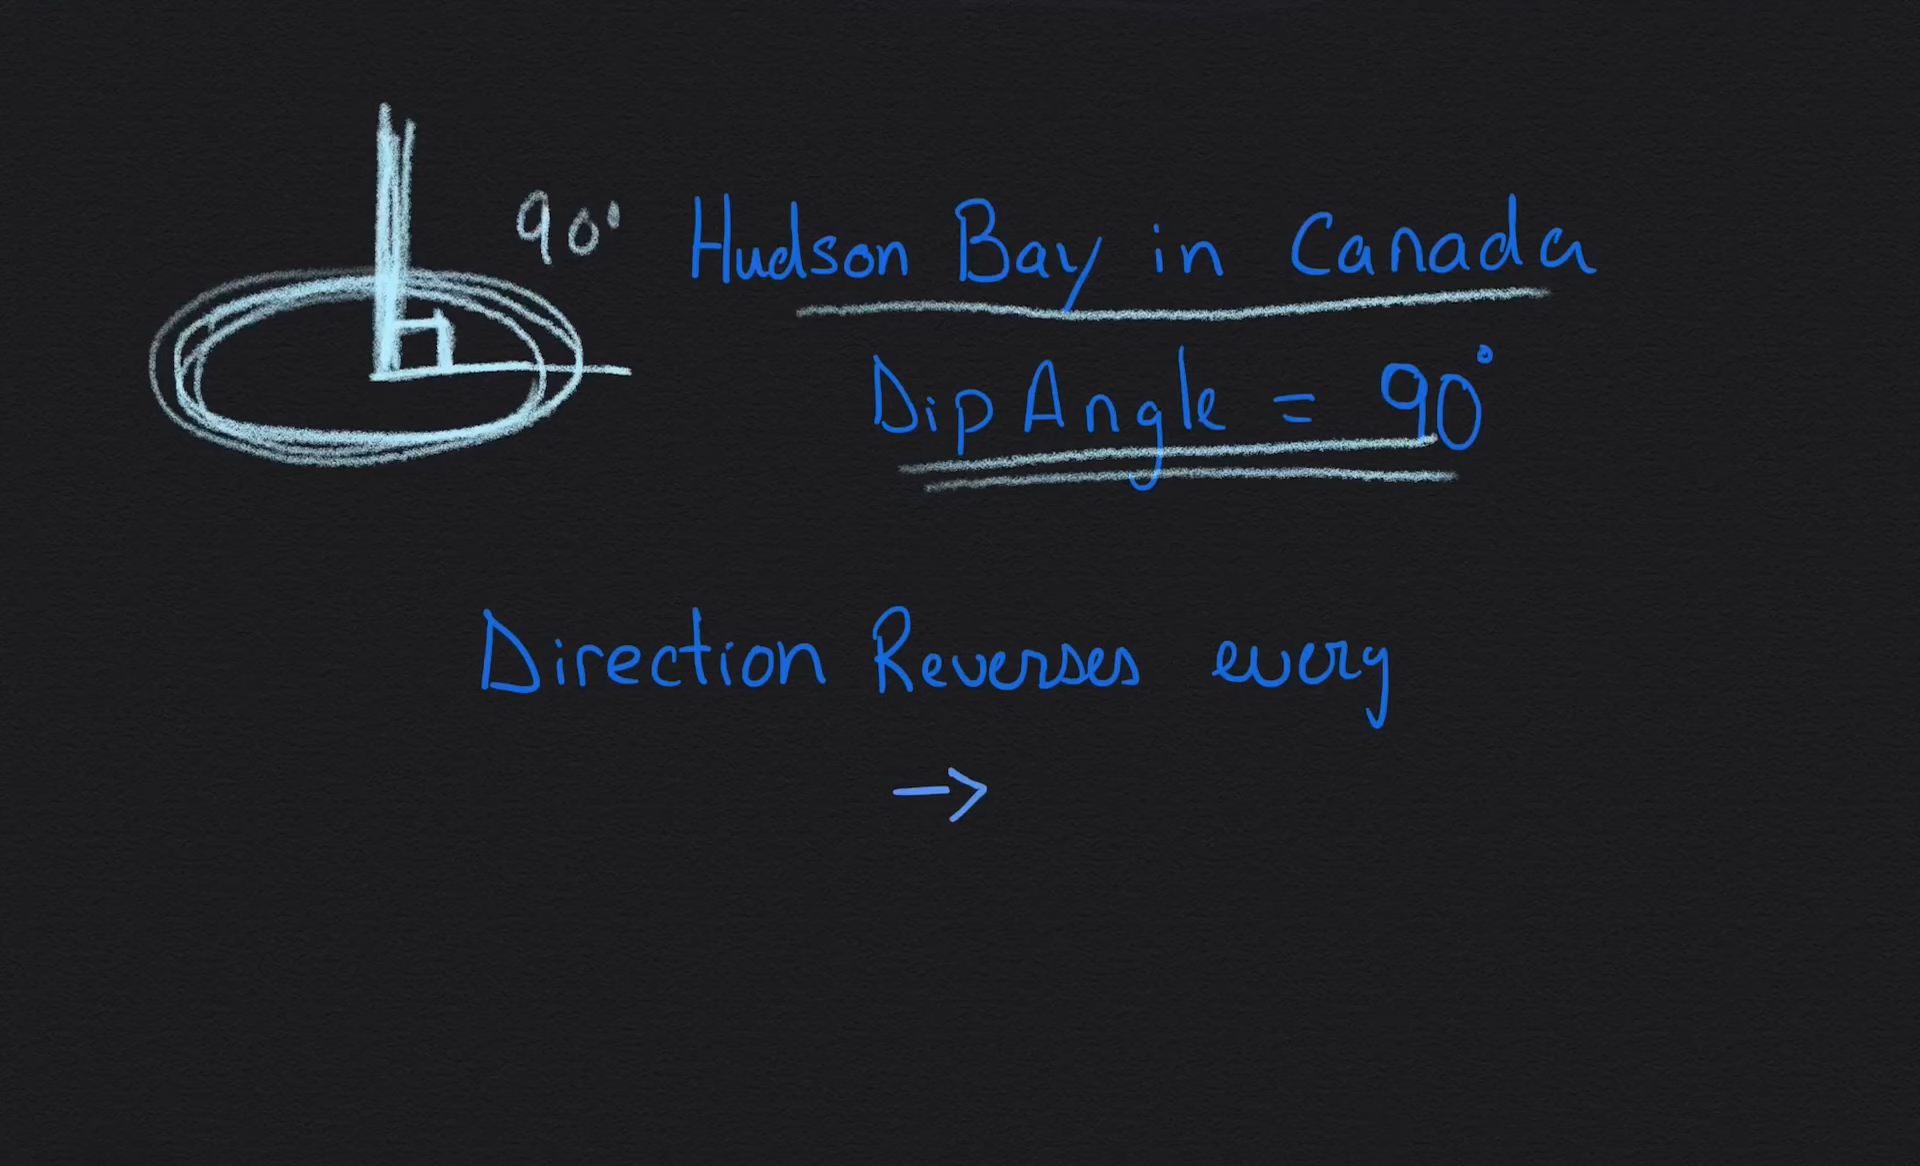 90°
Hudson Bay in Canada
Dip Angle = 90°
Direction Reverses every
→